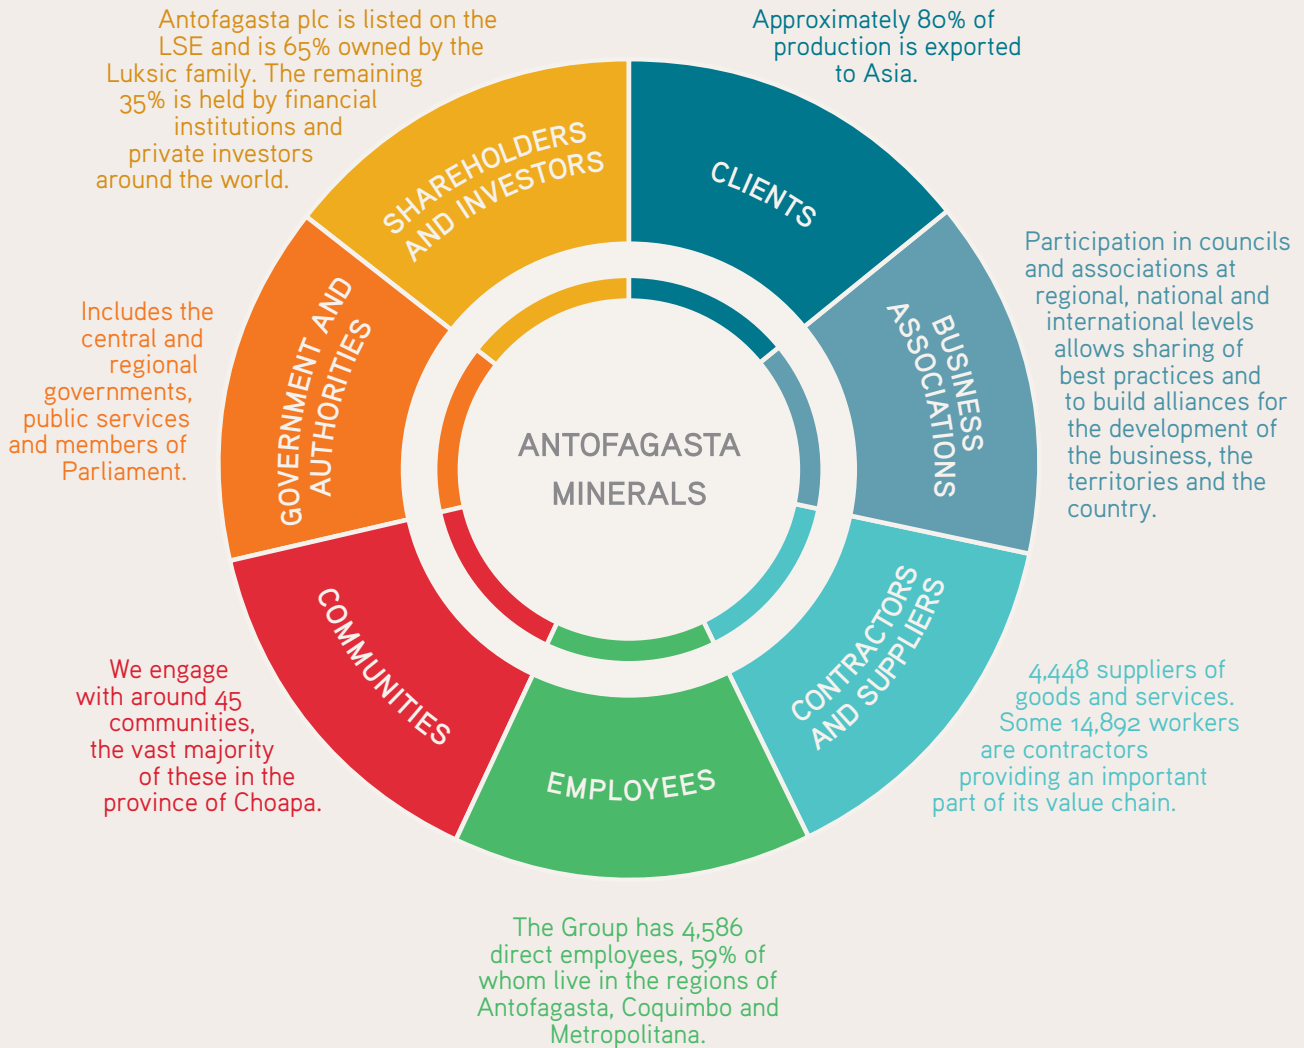 Antofagasta plc is listed on the
LSE and is 65% owned by the
Luksic family. The remaining
35% is held by financial
institutions and
private investors
around the world.
SHAREHOLDERS
AND INVESTORS
Approximately 80% of
production is exported
to Asia.
CLIENTS
Participation in councils
and associations at
regional, national and
international levels
allows sharing of
best practices and
to build alliances for
the development of
the business, the
territories and the
country.
BUSINESS
ASSOCIATIONS
4,448 suppliers of
goods and services.
Some 14,892 workers
are contractors
providing an important
part of its value chain.
CONTRACTORS
AND SUPPLIERS
The Group has 4,586
direct employees, 59% of
whom live in the regions of
Antofagasta, Coquimbo and
Metropolitana.
EMPLOYEES
We engage
with around 45
communities,
the vast majority
of these in the
province of Choapa.
COMMUNITIES
Includes the
central and
regional
governments,
public services
and members of
Parliament.
GOVERNMENT AND
AUTHORITIES
ANTOFAGASTA
MINERALS